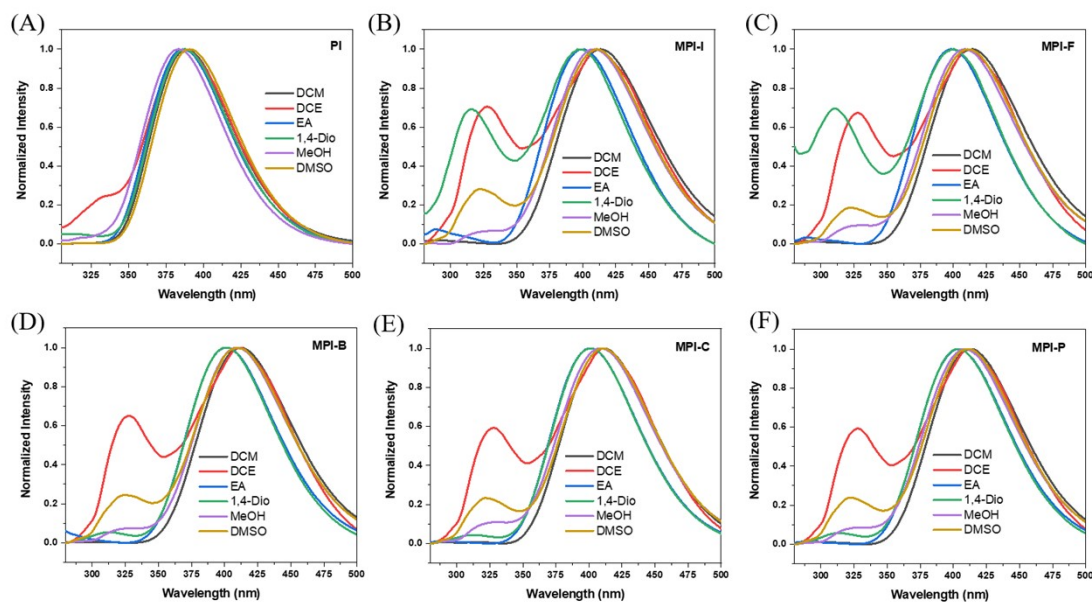 (A)
PI
Normalized Intensity
1.0
0.8
0.6
0.4
0.2
0.0
DCM
DCE
EA
1,4-Dio
MeOH
DMSO
325 350 375 400 425 450 475 500
Wavelength (nm)
(B)
MPI-I
Normalized Intensity
1.0
0.8
0.6
0.4
0.2
0.0
DCM
DCE
EA
1,4-Dio
MeOH
DMSO
300 325 350 375 400 425 450 475 500
Wavelength (nm)
(C)
MPI-F
Normalized Intensity
1.0
0.8
0.6
0.4
0.2
0.0
DCM
DCE
EA
1,4-Dio
MeOH
DMSO
300 325 350 375 400 425 450 475 500
Wavelength (nm)
(D)
MPI-B
Normalized Intensity
1.0
0.8
0.6
0.4
0.2
0.0
DCM
DCE
EA
1,4-Dio
MeOH
DMSO
300 325 350 375 400 425 450 475 500
Wavelength (nm)
(E)
MPI-C
Normalized Intensity
1.0
0.8
0.6
0.4
0.2
0.0
DCM
DCE
EA
1,4-Dio
MeOH
DMSO
300 325 350 375 400 425 450 475 500
Wavelength (nm)
(F)
MPI-P
Normalized Intensity
1.0
0.8
0.6
0.4
0.2
0.0
DCM
DCE
EA
1,4-Dio
MeOH
DMSO
300 325 350 375 400 425 450 475 500
Wavelength (nm)